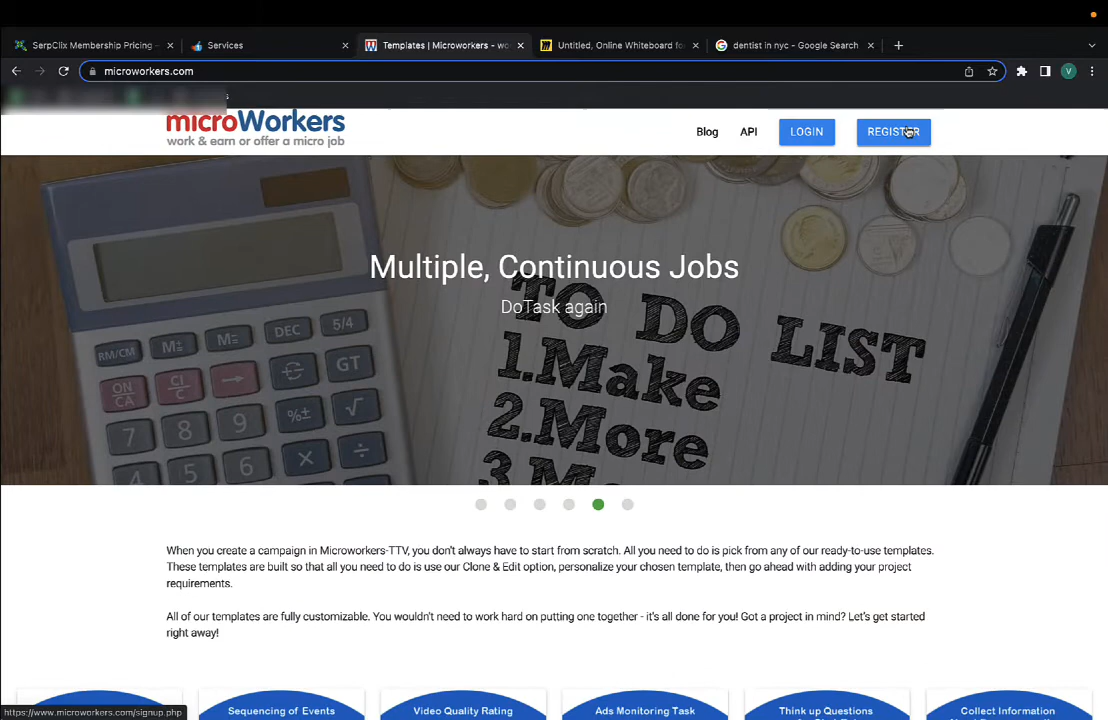 SerpClix Membership Pricing -
Services
Templates | Microworkers - wo
Untitled, Online Whiteboard fo
dentist in nyc - Google Search
microworkers.com
V
microWorkers
work & earn or offer a micro job
Blog
API
LOGIN
REGISTER
Multiple, Continuous Jobs
DoTask again
TO DO LIST
1.Make
2.More
3.Mo
RM/CM
M±
M=
DEC
5/4
ON/CA
CI/C
GT
%±
√
7
8
9
×
÷
4
5
6
When you create a campaign in Microworkers-TTV, you don't always have to start from scratch. All you need to do is pick from any of our ready-to-use templates.
These templates are built so that all you need to do is use our Clone & Edit option, personalize your chosen template, then go ahead with adding your project
requirements.
All of our templates are fully customizable. You wouldn't need to work hard on putting one together - it's all done for you! Got a project in mind? Let's get started
right away!
Sequencing of Events
Video Quality Rating
Ads Monitoring Task
Think up Questions
Collect Information
https://www.microworkers.com/signup.php